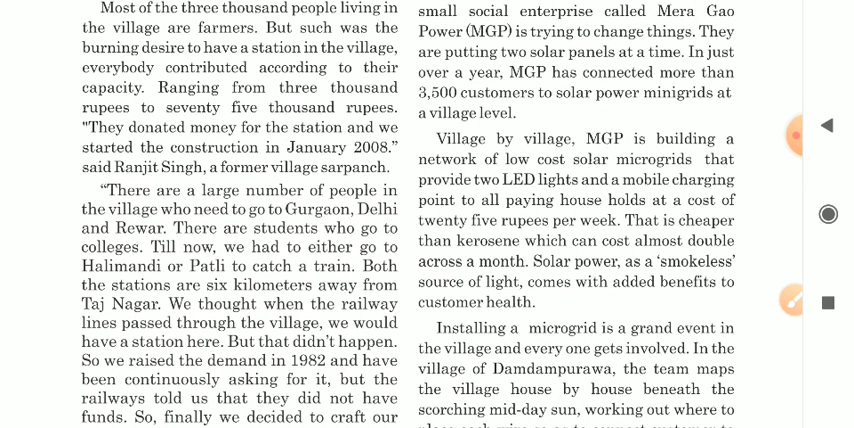 Most of the three thousand people living in
the village are farmers. But such was the
burning desire to have a station in the village,
everybody contributed according to their
capacity. Ranging from three thousand
rupees to seventy five thousand rupees.
"They donated money for the station and we
started the construction in January 2008.”
said Ranjit Singh, a former village sarpanch.
“There are a large number of people in
the village who need to go to Gurgaon, Delhi
and Rewar. There are students who go to
colleges. Till now, we had to either go to
Halimandi or Patli to catch a train. Both
the stations are six kilometers away from
Taj Nagar. We thought when the railway
lines passed through the village, we would
have a station here. But that didn’t happen.
So we raised the demand in 1982 and have
been continuously asking for it, but the
railways told us that they did not have
funds. So, finally we decided to craft our
small social enterprise called Mera Gao
Power (MGP) is trying to change things. They
are putting two solar panels at a time. In just
over a year, MGP has connected more than
3,500 customers to solar power minigrids at
a village level.
Village by village, MGP is building a
network of low cost solar microgrids that
provide two LED lights and a mobile charging
point to all paying house holds at a cost of
twenty five rupees per week. That is cheaper
than kerosene which can cost almost double
across a month. Solar power, as a ‘smokeless’
source of light, comes with added benefits to
customer health.
Installing a microgrid is a grand event in
the village and every one gets involved. In the
village of Damdampurawa, the team maps
the village house by house beneath the
scorching mid-day sun, working out where to